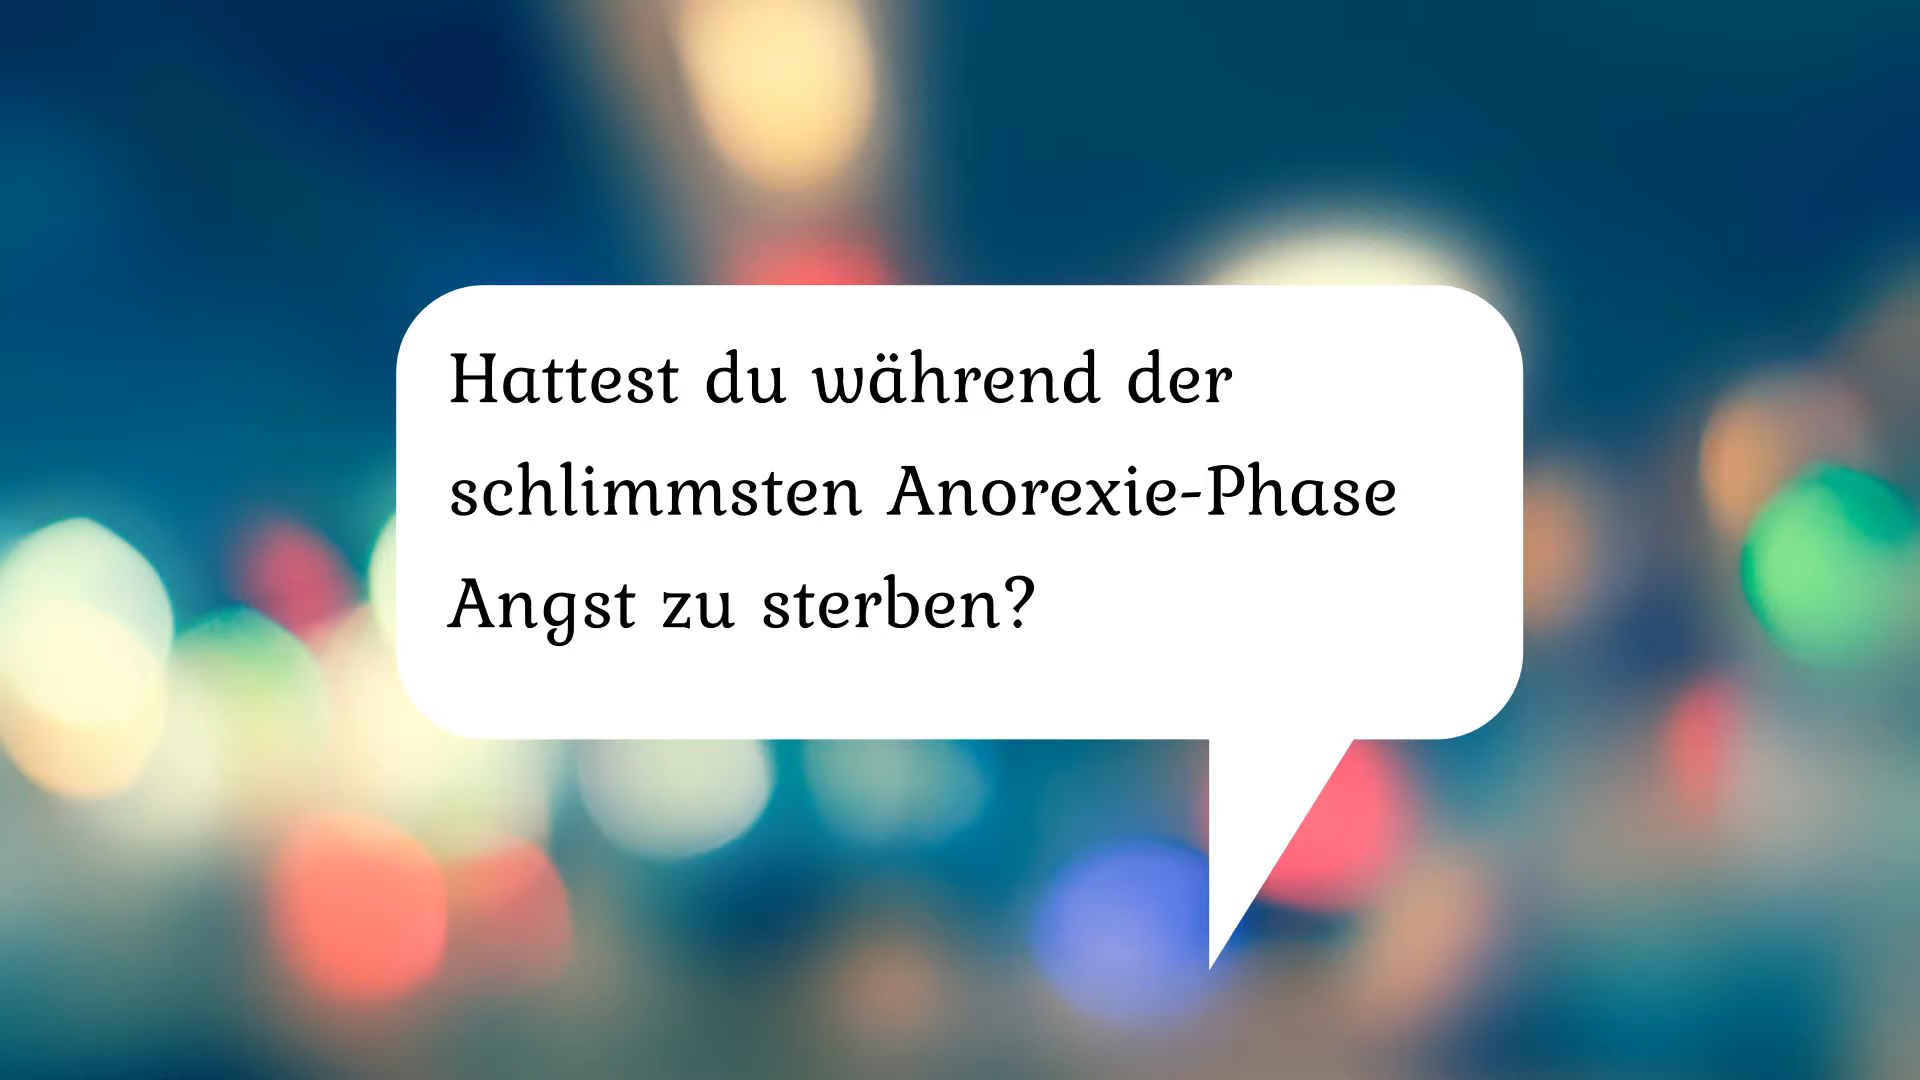 Hattest du während der
schlimmsten Anorexie-Phase
Angst zu sterben?